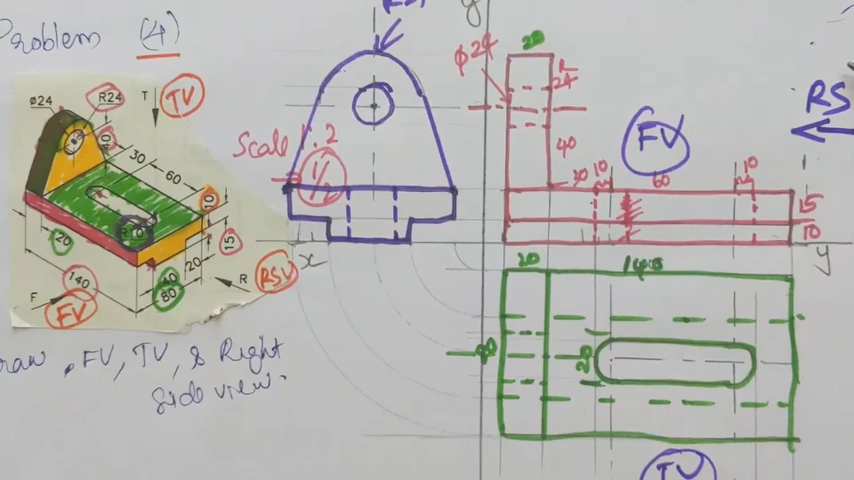 Problem (4)
Ø24
R24
T
TV
40
30
60
10
15
20
140
F
FV
40
80
20
R
RSV
Draw, FV, TV, & Right
side view.
Scale 1:2
1/2
x
y
y
20
Ø24
R
24
40
30
10
60
10
15
10
FV
RS
20
140
80
20
TV